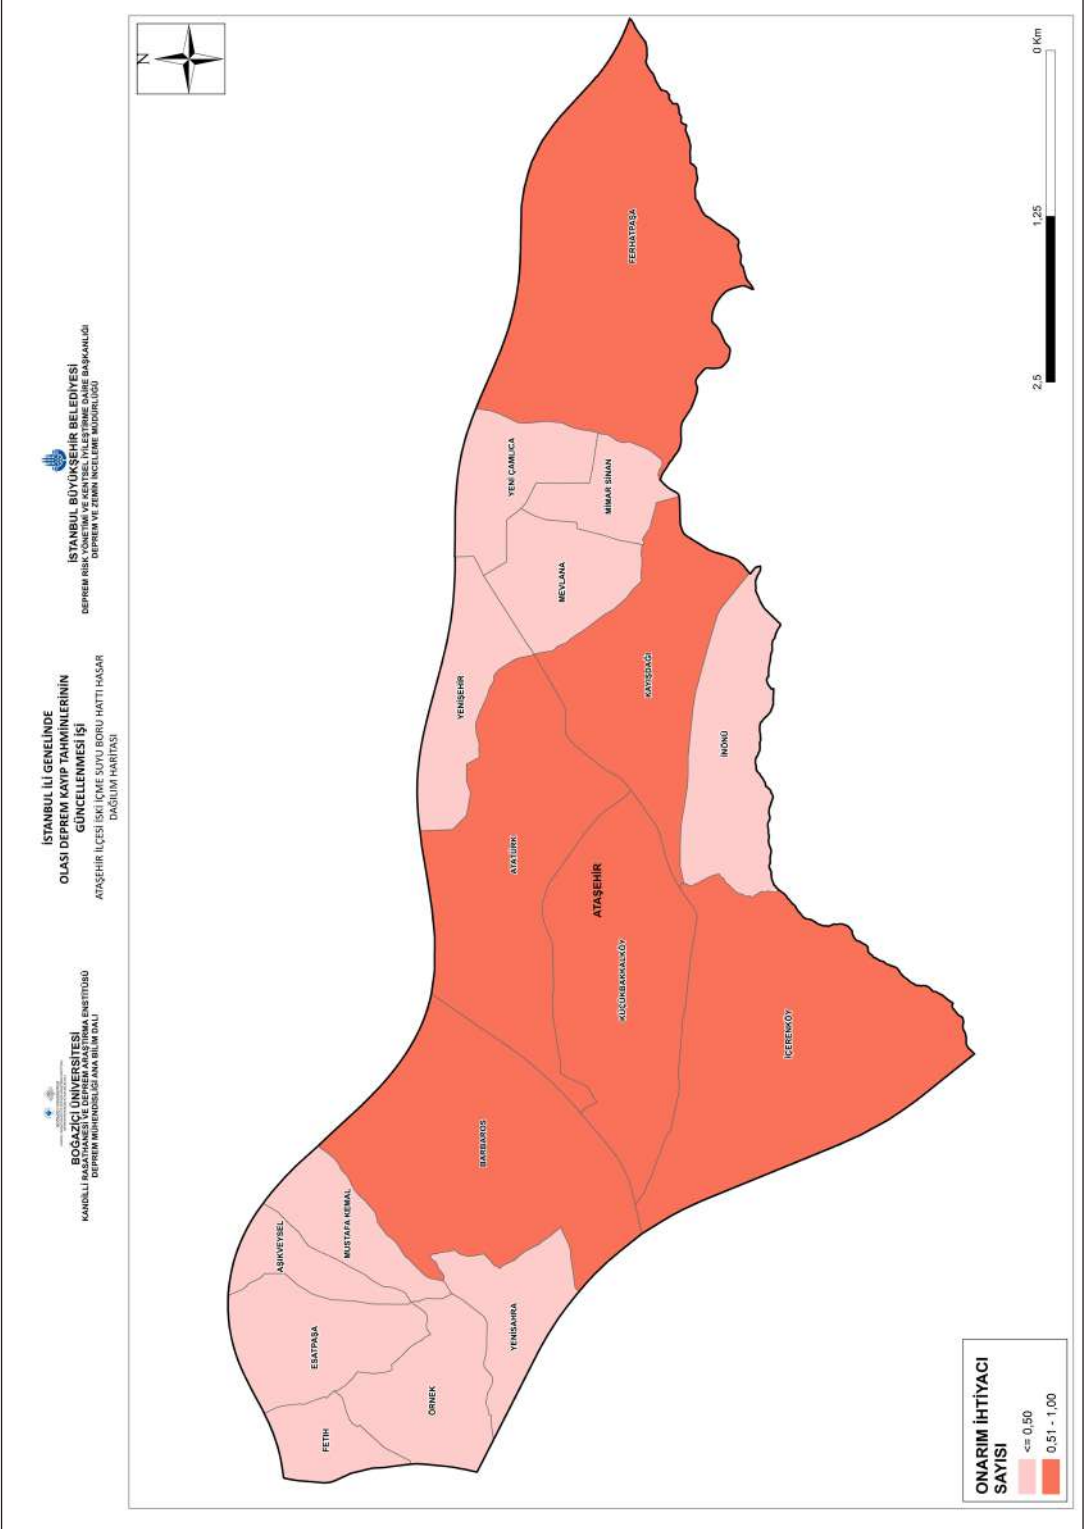 BOĞAZİÇİ ÜNİVERSİTESİ
KANDİLLİ RASATHANESİ VE DEPREM ARAŞTIRMA ENSTİTÜSÜ
DEPREM MÜHENDİSLİĞİ ANA BİLİM DALI
İSTANBUL İLİ GENELİNDE
OLASI DEPREM KAYIP TAHMİNLERİNİN
GÜNCELLENMESİ İŞİ
ATAŞEHİR İLÇESİ İSKİ İÇME SUYU BORU HATTI HASAR
DAĞILIM HARİTASI
İSTANBUL BÜYÜKŞEHİR BELEDİYESİ
DEPREM RİSK YÖNETİMİ VE KENTSEL İYİLEŞTİRME DAİRE BAŞKANLIĞI
DEPREM VE ZEMİN İNCELEME MÜDÜRLÜĞÜ
N
FETİH
ESATPAŞA
AŞIKVEYSEL
MUSTAFA KEMAL
ÖRNEK
YENİSAHRA
BARBAROS
ATATÜRK
YENİŞEHİR
YENİ ÇAMLICA
MEVLANA
MİMAR SİNAN
FERHATPAŞA
ATAŞEHİR
KÜÇÜKBAKKALKÖY
KAYIŞDAĞI
İNÖNÜ
İÇERENKÖY
ONARIM İHTİYACI
SAYISI
<= 0,50
0,51 - 1,00
2,5 1,25 0 Km